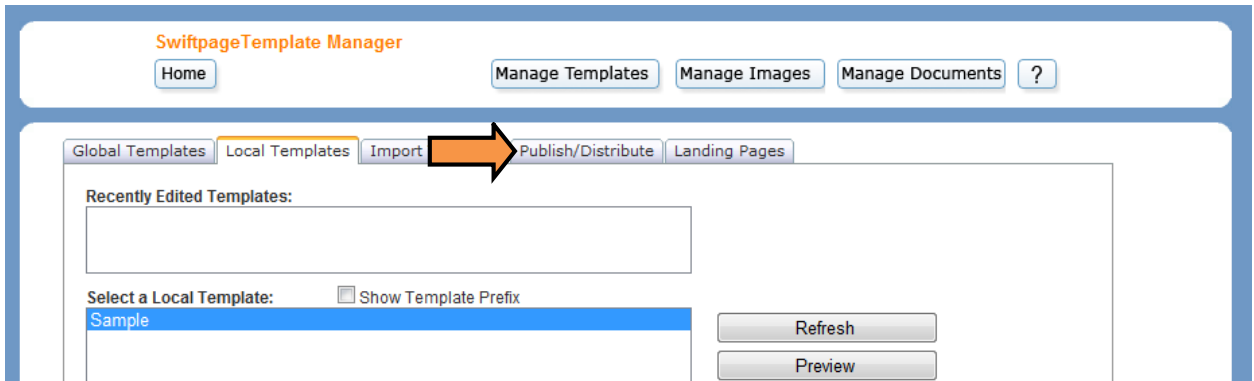 SwiftpageTemplate Manager
Home Manage Templates Manage Images Manage Documents ?
Global Templates Local Templates Import Publish/Distribute Landing Pages
Recently Edited Templates:
Select a Local Template: Show Template Prefix
Sample
Refresh
Preview